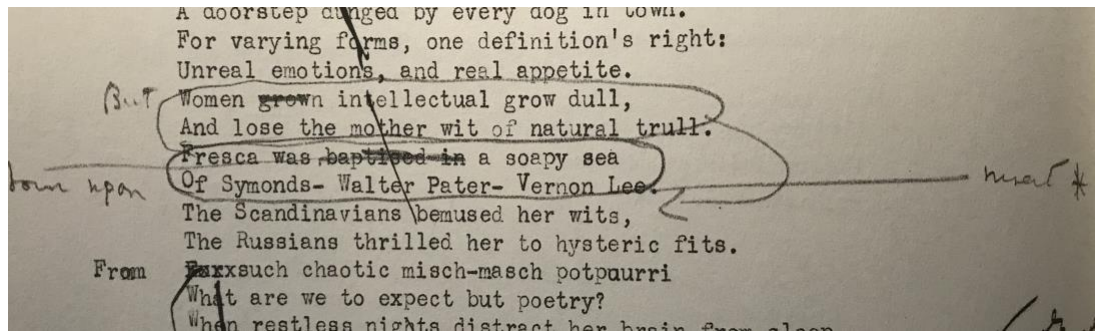 A doorstep dunged by every dog in town.
For varying forms, one definition's right:
Unreal emotions, and real appetite.
But Women grown intellectual grow dull,
And lose the mother wit of natural trull.
Fresca was baptised in a soapy sea
Of Symonds- Walter Pater- Vernon Lee.
The Scandinavians bemused her wits,
The Russians thrilled her to hysteric fits.
From such chaotic misch-masch potpaurri
What are we to expect but poetry?
When restless nights distract her brain from sleep
upon
insert *